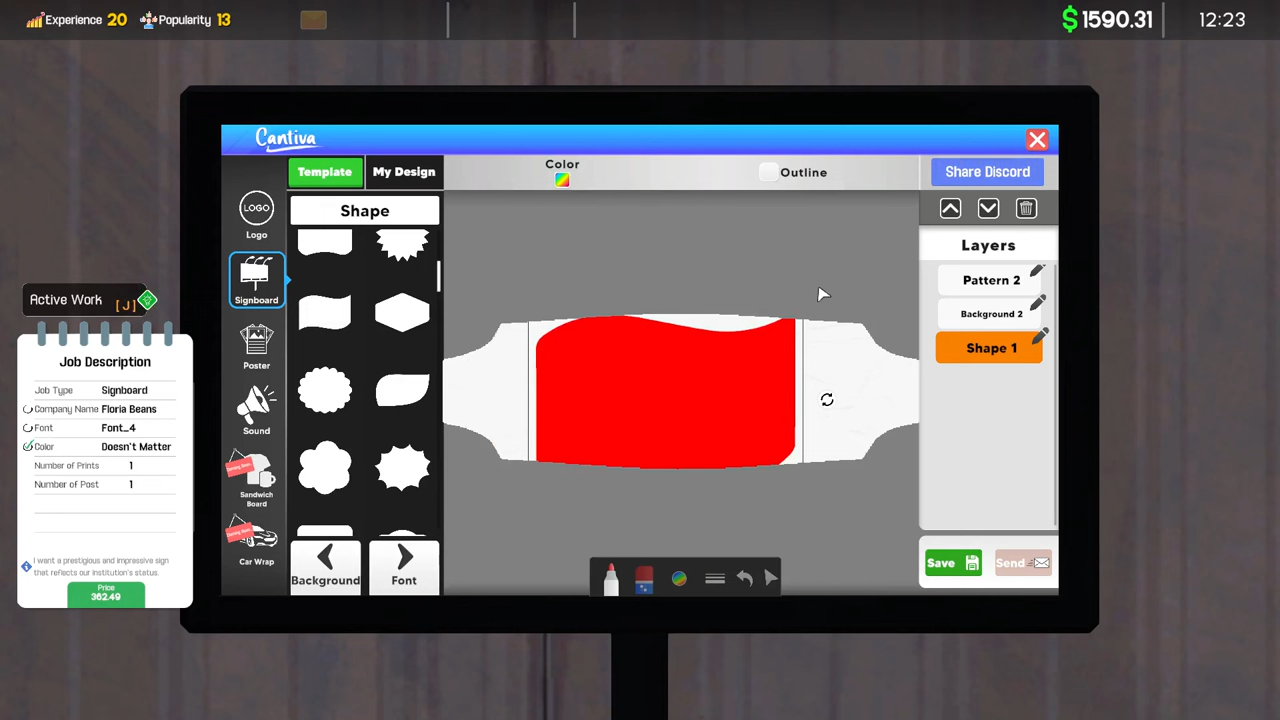 Experience 20 Popularity 13
$1590.31 12:23
Cantiva
Template My Design
Color
Outline
Share Discord
LOGO
Logo
Signboard
Poster
Sound
Sandwich
Board
Car Wrap
Shape
Background
Font
Layers
Pattern 2
Background 2
Shape 1
Save
Send
Active Work [J]
Job Description
Job Type Signboard
Company Name Floria Beans
Font Font_4
Color Doesn't Matter
Number of Prints 1
Number of Post 1
I want a prestigious and impressive sign
that reflects our institution's status.
Price
362.49